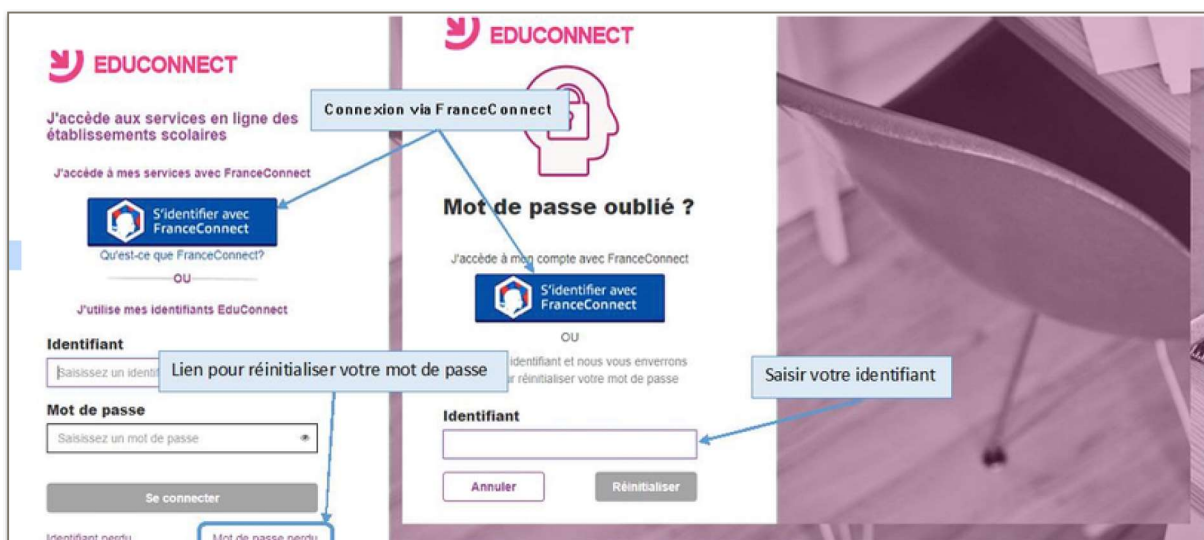 EDUCONNECT
J'accède aux services en ligne des
établissements scolaires
J'accède à mes services avec FranceConnect
S'identifier avec
FranceConnect
Qu'est-ce que FranceConnect?
OU
J'utilise mes identifiants EduConnect
Identifiant
Saisissez un identif
Mot de passe
Saisissez un mot de passe
Se connecter
Identifiant perdu
Mot de passe perdu
Connexion via FranceConnect
Lien pour réinitialiser votre mot de passe
EDUCONNECT
Mot de passe oublié ?
J'accède à mon compte avec FranceConnect
S'identifier avec
FranceConnect
OU
identifiant et nous vous enverrons
r réinitialiser votre mot de passe
Saisir votre identifiant
Identifiant
Annuler
Réinitialiser